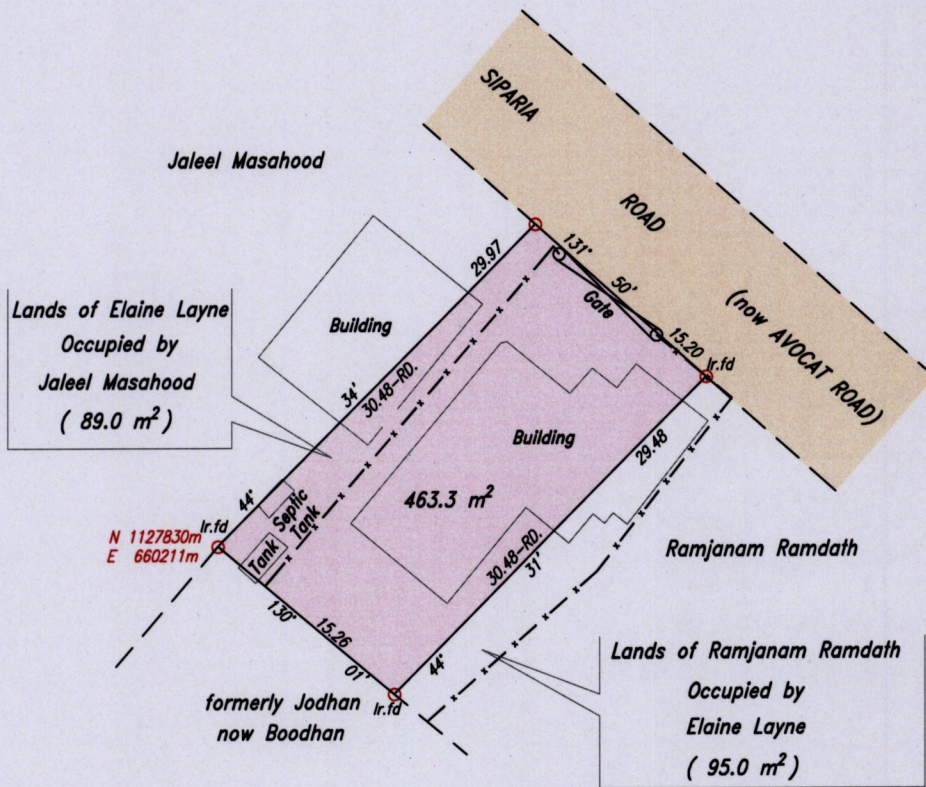 SIPARIA
ROAD
(now AVOCAT ROAD)
Jaleel Masahood
131°
50'
15.20
Gate
Ir.fd
29.97
30.48-RD.
34'
44°
Building
Lands of Elaine Layne
Occupied by
Jaleel Masahood
( 89.0 m²)
Building
463.3 m²
29.48
30.48-RD.
31'
44°
Septic
Tank
Tank
Ir.fd
N 1127830m
E 660211m
130°
15.26
01'
Ir.fd
formerly Jodhan
now Boodhan
Ramjanam Ramdath
Lands of Ramjanam Ramdath
Occupied by
Elaine Layne
( 95.0 m²)